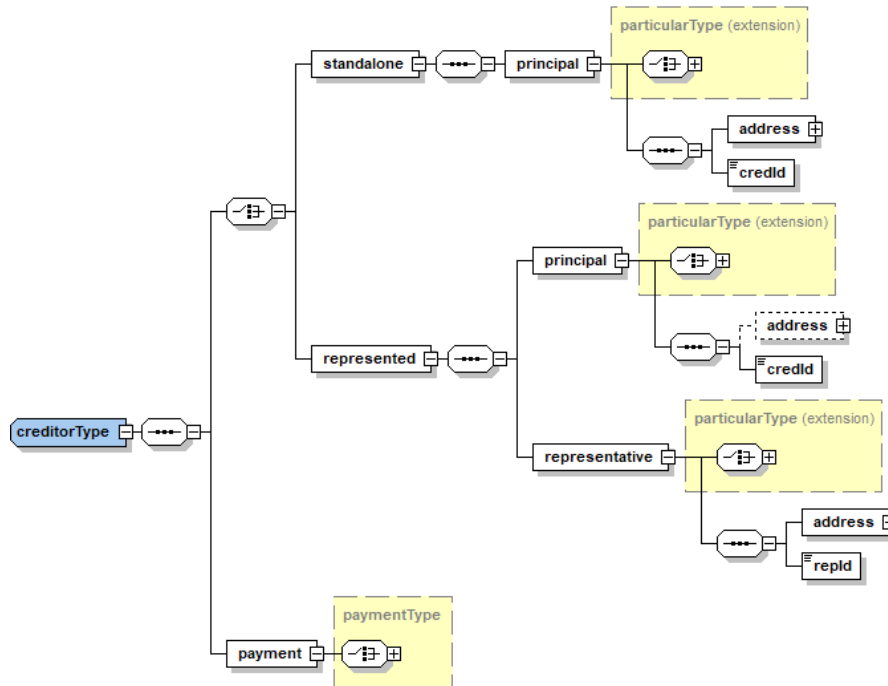 particularType (extension)
standalone
principal
address
credId
particularType (extension)
principal
address
represented
credId
particularType (extension)
creditorType
representative
address
repId
paymentType
payment